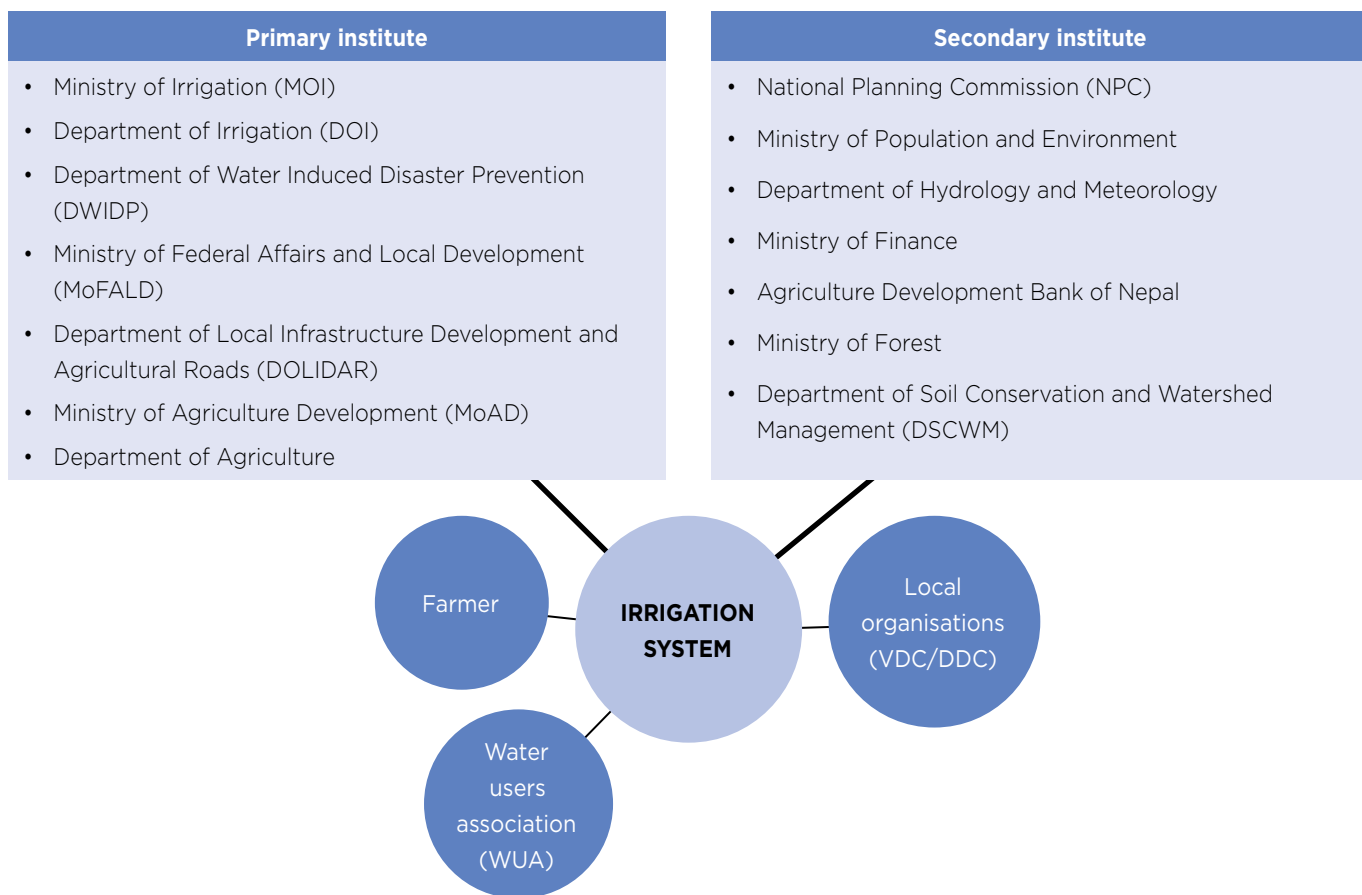 Primary institute
• Ministry of Irrigation (MOI)
• Department of Irrigation (DOI)
• Department of Water Induced Disaster Prevention
(DWIDP)
• Ministry of Federal Affairs and Local Development
(MoFALD)
• Department of Local Infrastructure Development and
Agricultural Roads (DOLIDAR)
• Ministry of Agriculture Development (MoAD)
• Department of Agriculture
Secondary institute
• National Planning Commission (NPC)
• Ministry of Population and Environment
• Department of Hydrology and Meteorology
• Ministry of Finance
• Agriculture Development Bank of Nepal
• Ministry of Forest
• Department of Soil Conservation and Watershed
Management (DSCWM)
Farmer
IRRIGATION
SYSTEM
Local
organisations
(VDC/DDC)
Water
users
association
(WUA)